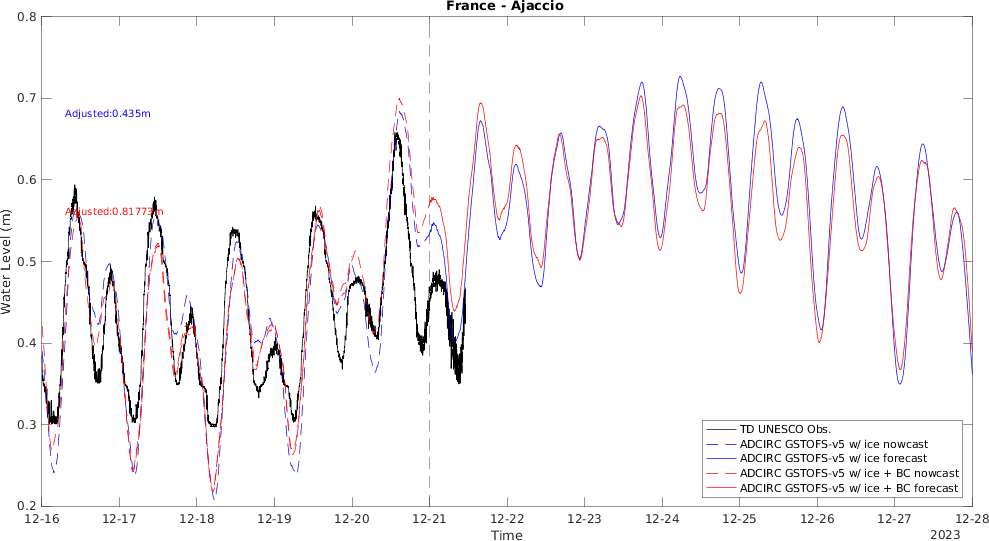 France - Ajaccio
0.8
0.7
0.6
0.5
0.4
0.3
0.2
Water Level (m)
Adjusted:0.435m
Adjusted:0.81773m
TD UNESCO Obs.
ADCIRC GSTOFS-v5 w/ ice nowcast
ADCIRC GSTOFS-v5 w/ ice forecast
ADCIRC GSTOFS-v5 w/ ice + BC nowcast
ADCIRC GSTOFS-v5 w/ ice + BC forecast
12-16 12-17 12-18 12-19 12-20 12-21 12-22 12-23 12-24 12-25 12-26 12-27 12-28
Time
2023